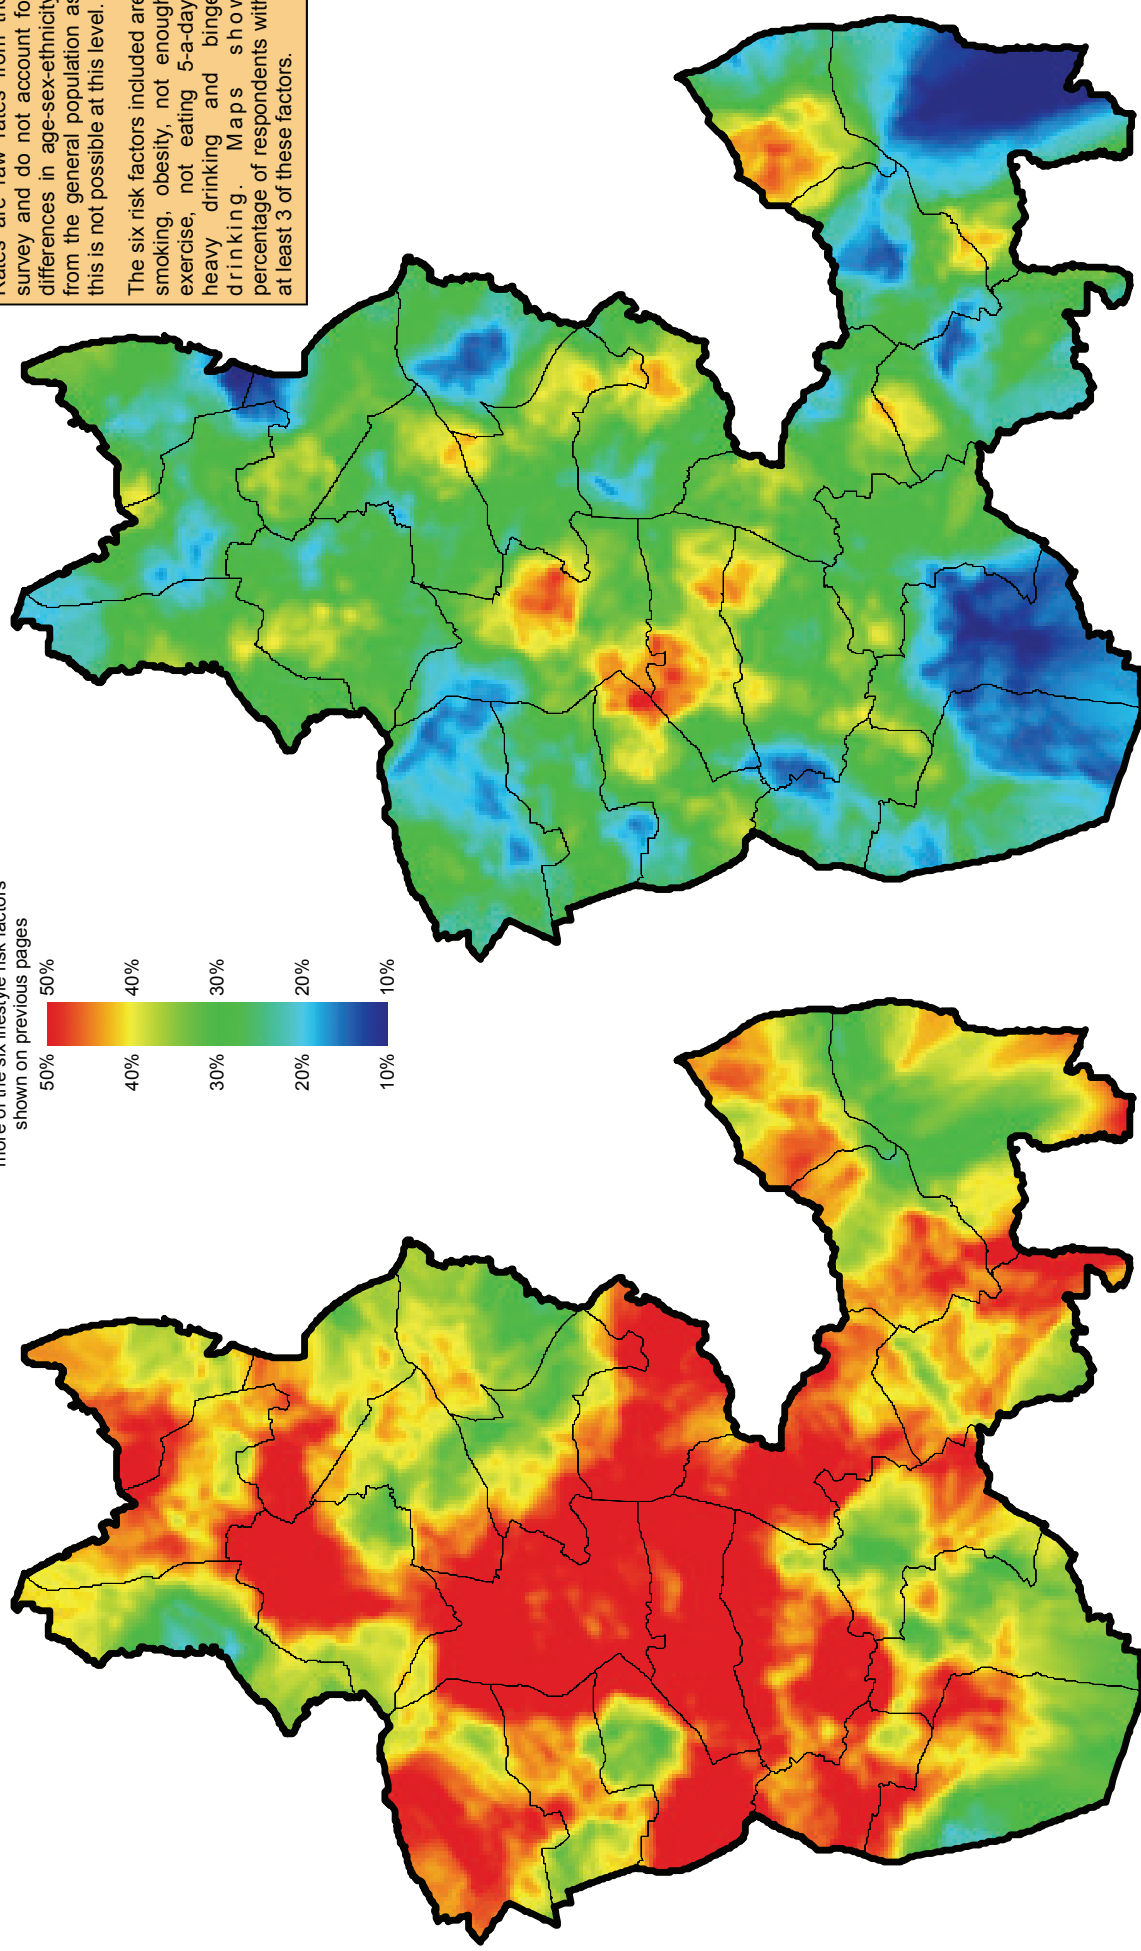 more of the six lifestyle risk factors
shown on previous pages
50% 50%
40% 40%
30% 30%
20% 20%
10% 10%
Rates are raw rates from the
survey and do not account fo
differences in age-sex-ethnicity
from the general population as
this is not possible at this level.
The six risk factors included are
smoking, obesity, not enough
exercise, not eating 5-a-day
heavy drinking and binge
drinking. Maps show
percentage of respondents with
at least 3 of these factors.